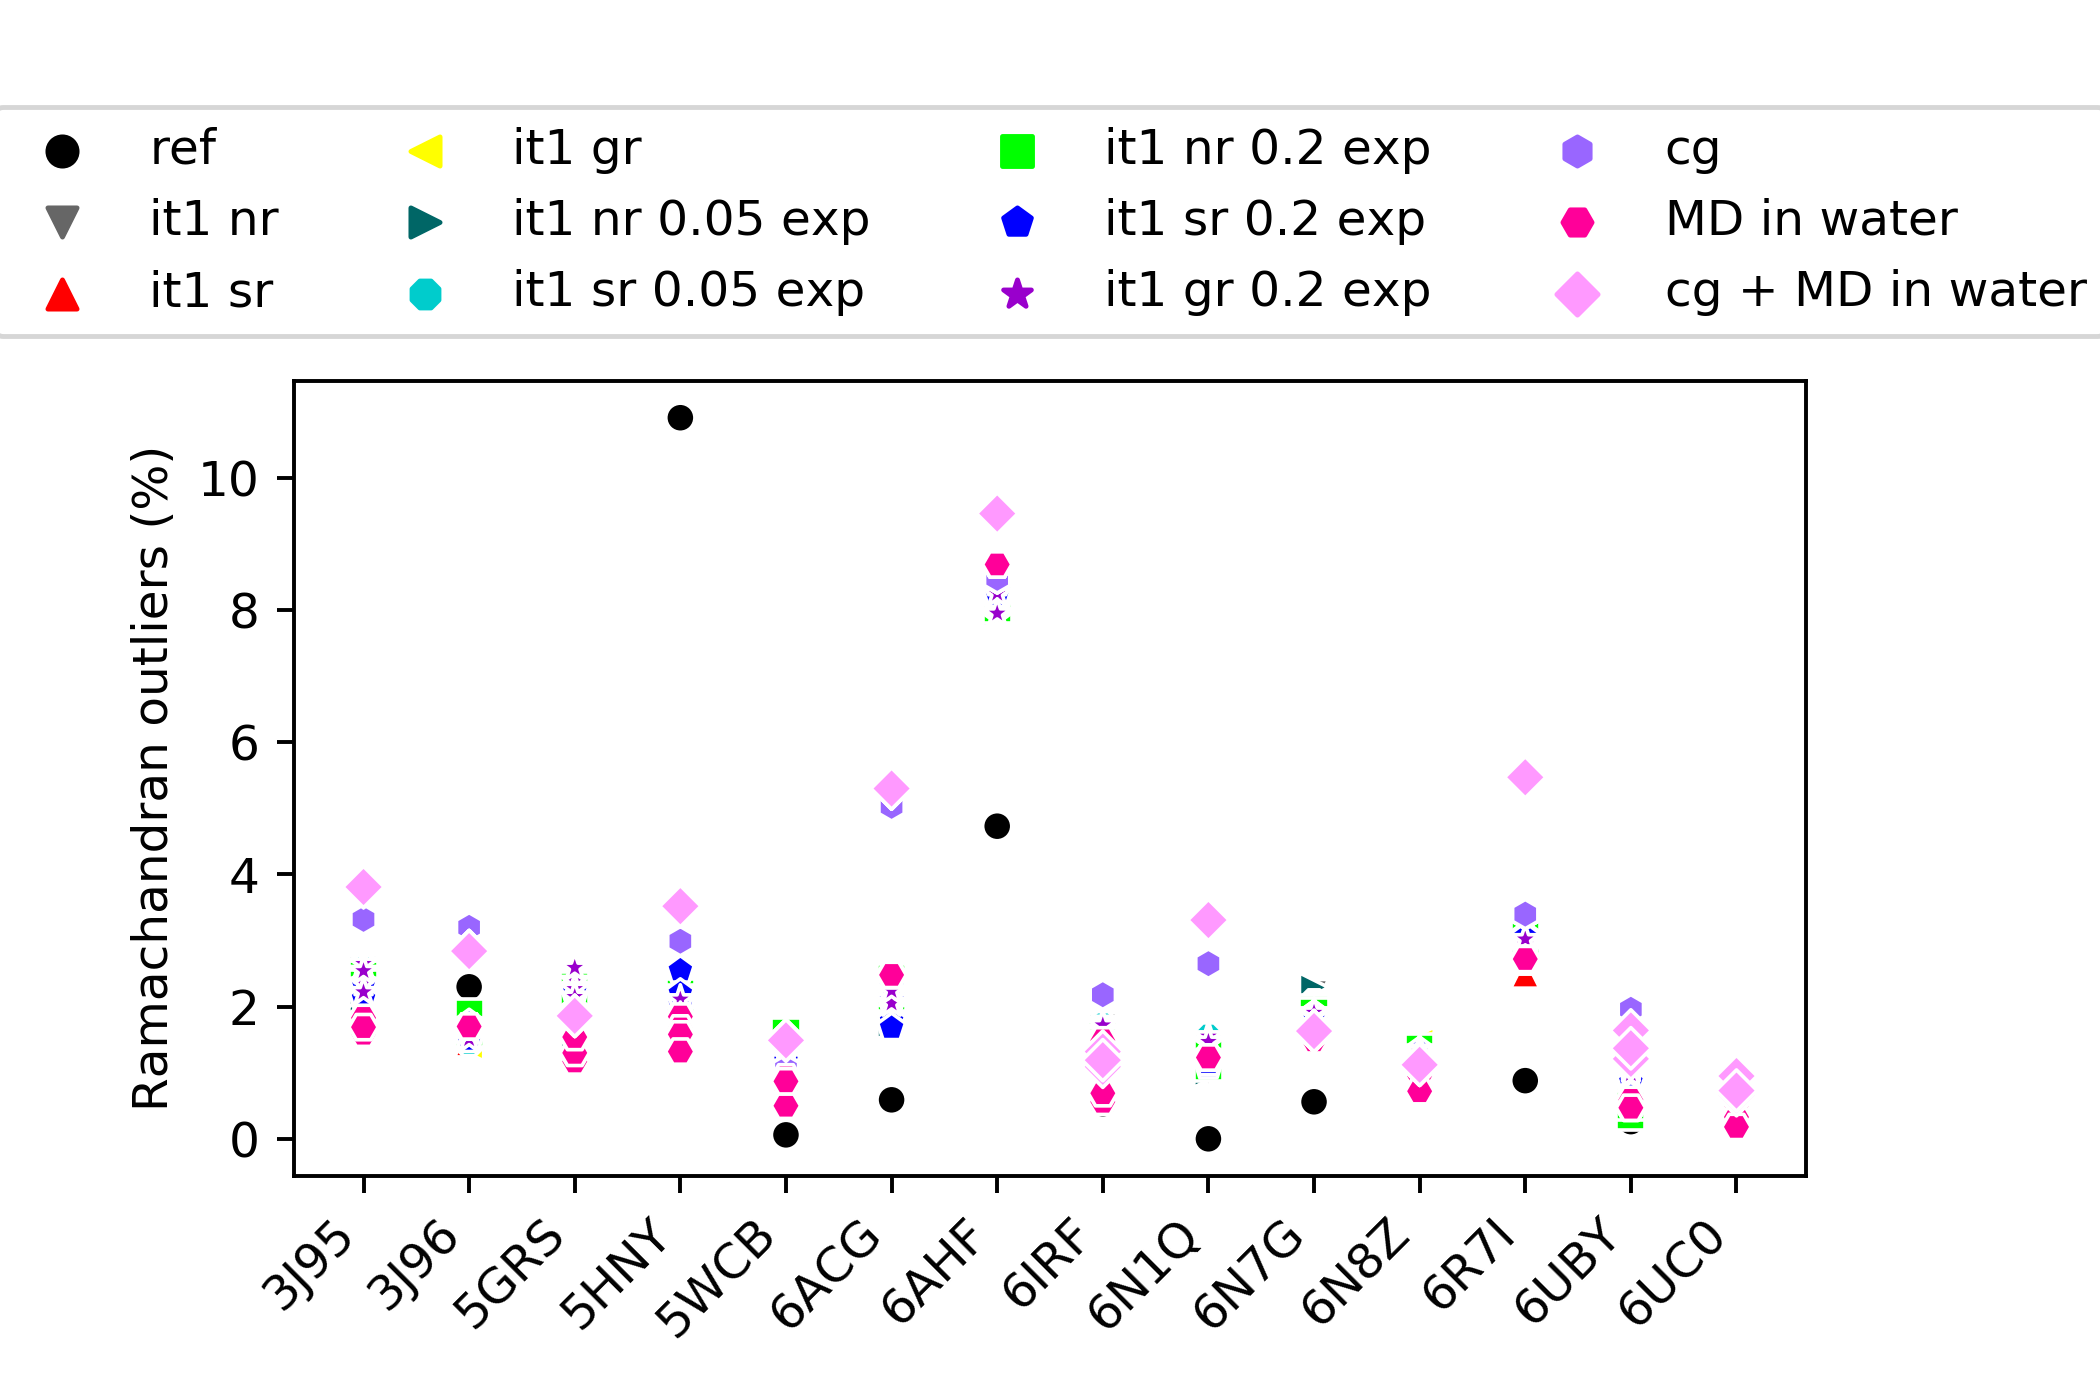 ref
it1 gr
it1 nr 0.2 exp
cg
it1 nr
it1 nr 0.05 exp
it1 sr 0.2 exp
MD in water
it1 sr
it1 sr 0.05 exp
it1 gr 0.2 exp
cg + MD in water
Ramachandran outliers (%)
10
8
6
4
2
0
3J95
3J96
5GRS
5HNY
5WCB
6ACG
6AHF
6IRF
6N1Q
6N7G
6N8Z
6R7I
6UBY
6UC0